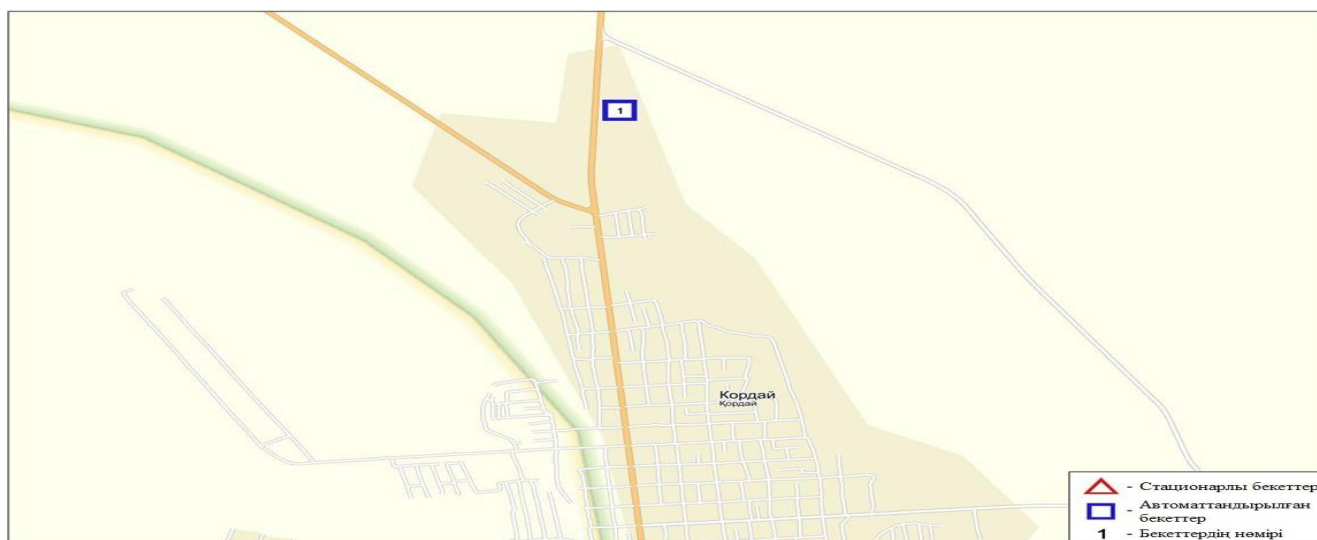 1
Кордай
Қордай
- Стационарлы бекеттер
- Автоматтандырылған
бекеттер
1 - Бекеттердің нөмірі